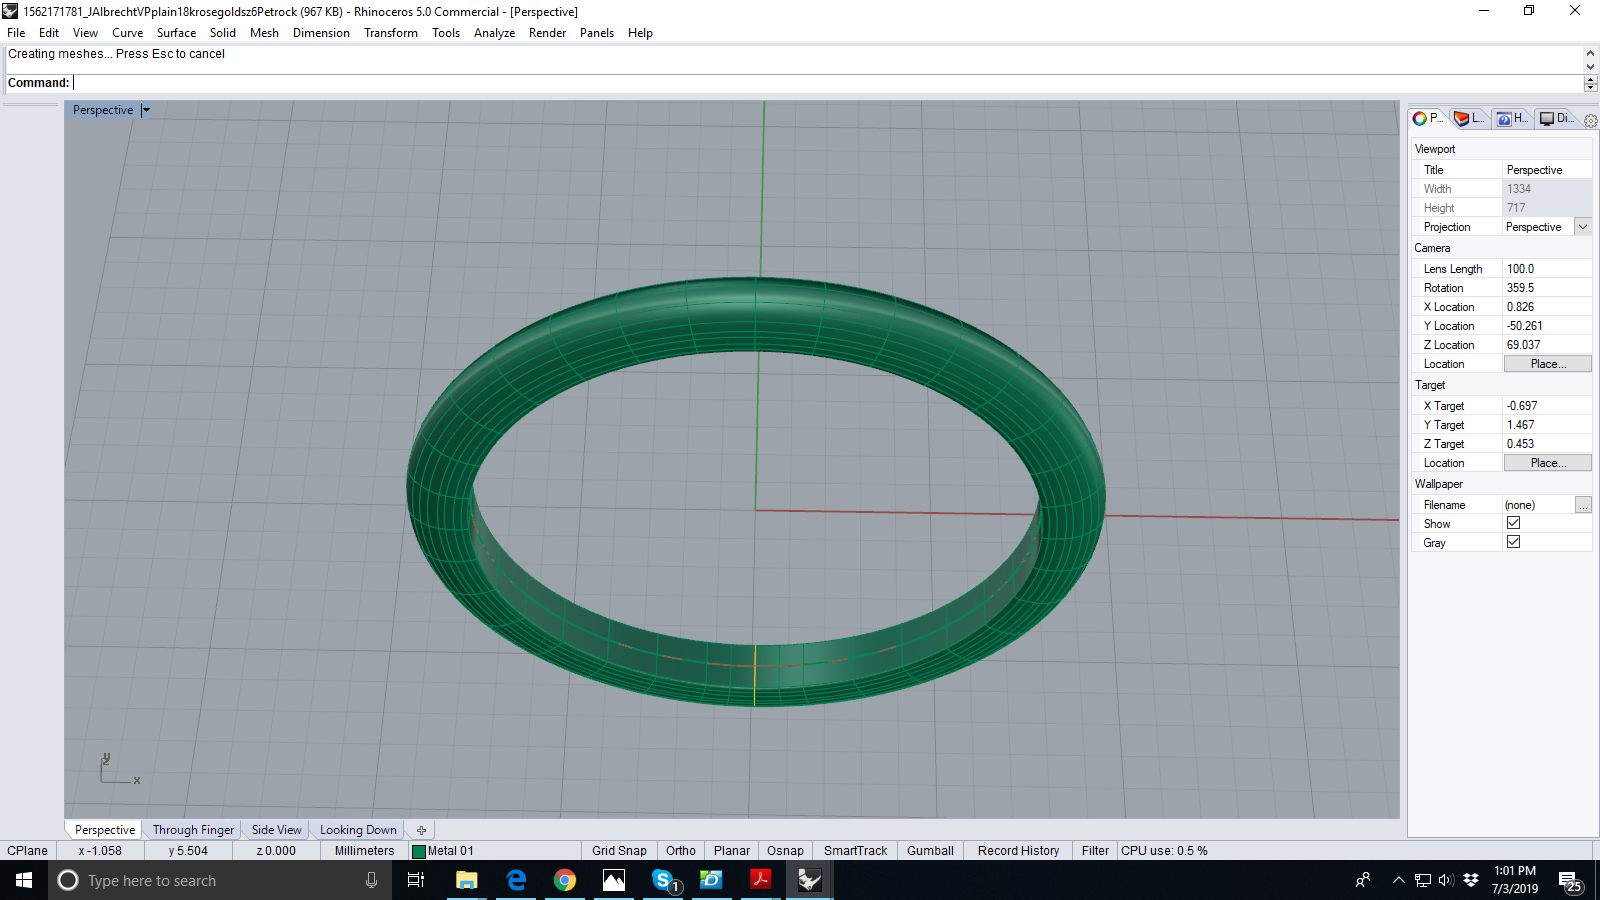 1562171781_JAlbrechtVPplain18krosegoldsz6Petrock (967 KB) - Rhinoceros 5.0 Commercial - [Perspective]
File Edit View Curve Surface Solid Mesh Dimension Transform Tools Analyze Render Panels Help
Creating meshes... Press Esc to cancel
Command:
Perspective
P... L... H... Di...
Viewport
Title Perspective
Width 1334
Height 717
Projection Perspective
Camera
Lens Length 100.0
Rotation 359.5
X Location 0.826
Y Location -50.261
Z Location 69.037
Location Place...
Target
X Target -0.697
Y Target 1.467
Z Target 0.453
Location Place...
Wallpaper
Filename (none) ...
Show
Gray
y
x
Perspective Through Finger Side View Looking Down
CPlane x -1.058 y 5.504 z 0.000 Millimeters Metal 01 Grid Snap Ortho Planar Osnap SmartTrack Gumball Record History Filter CPU use: 0.5 %
Type here to search
1
1:01 PM
7/3/2019
25